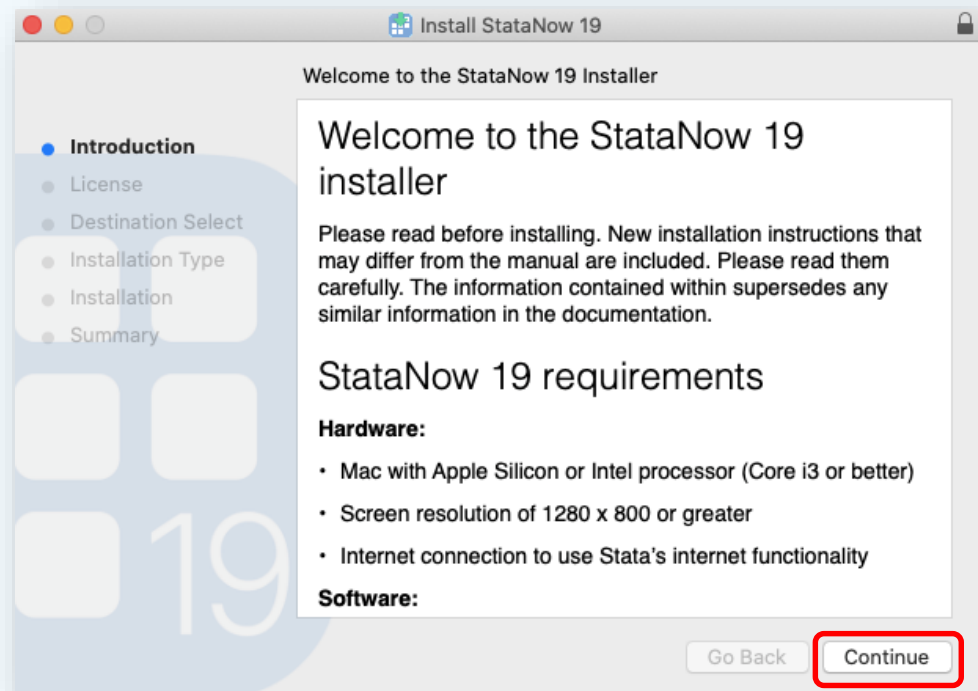 Install StataNow 19
Welcome to the StataNow 19 Installer
Introduction
License
Destination Select
Installation Type
Installation
Summary
19
Welcome to the StataNow 19
installer
Please read before installing. New installation instructions that
may differ from the manual are included. Please read them
carefully. The information contained within supersedes any
similar information in the documentation.
StataNow 19 requirements
Hardware:
• Mac with Apple Silicon or Intel processor (Core i3 or better)
• Screen resolution of 1280 x 800 or greater
• Internet connection to use Stata's internet functionality
Software:
Go Back
Continue